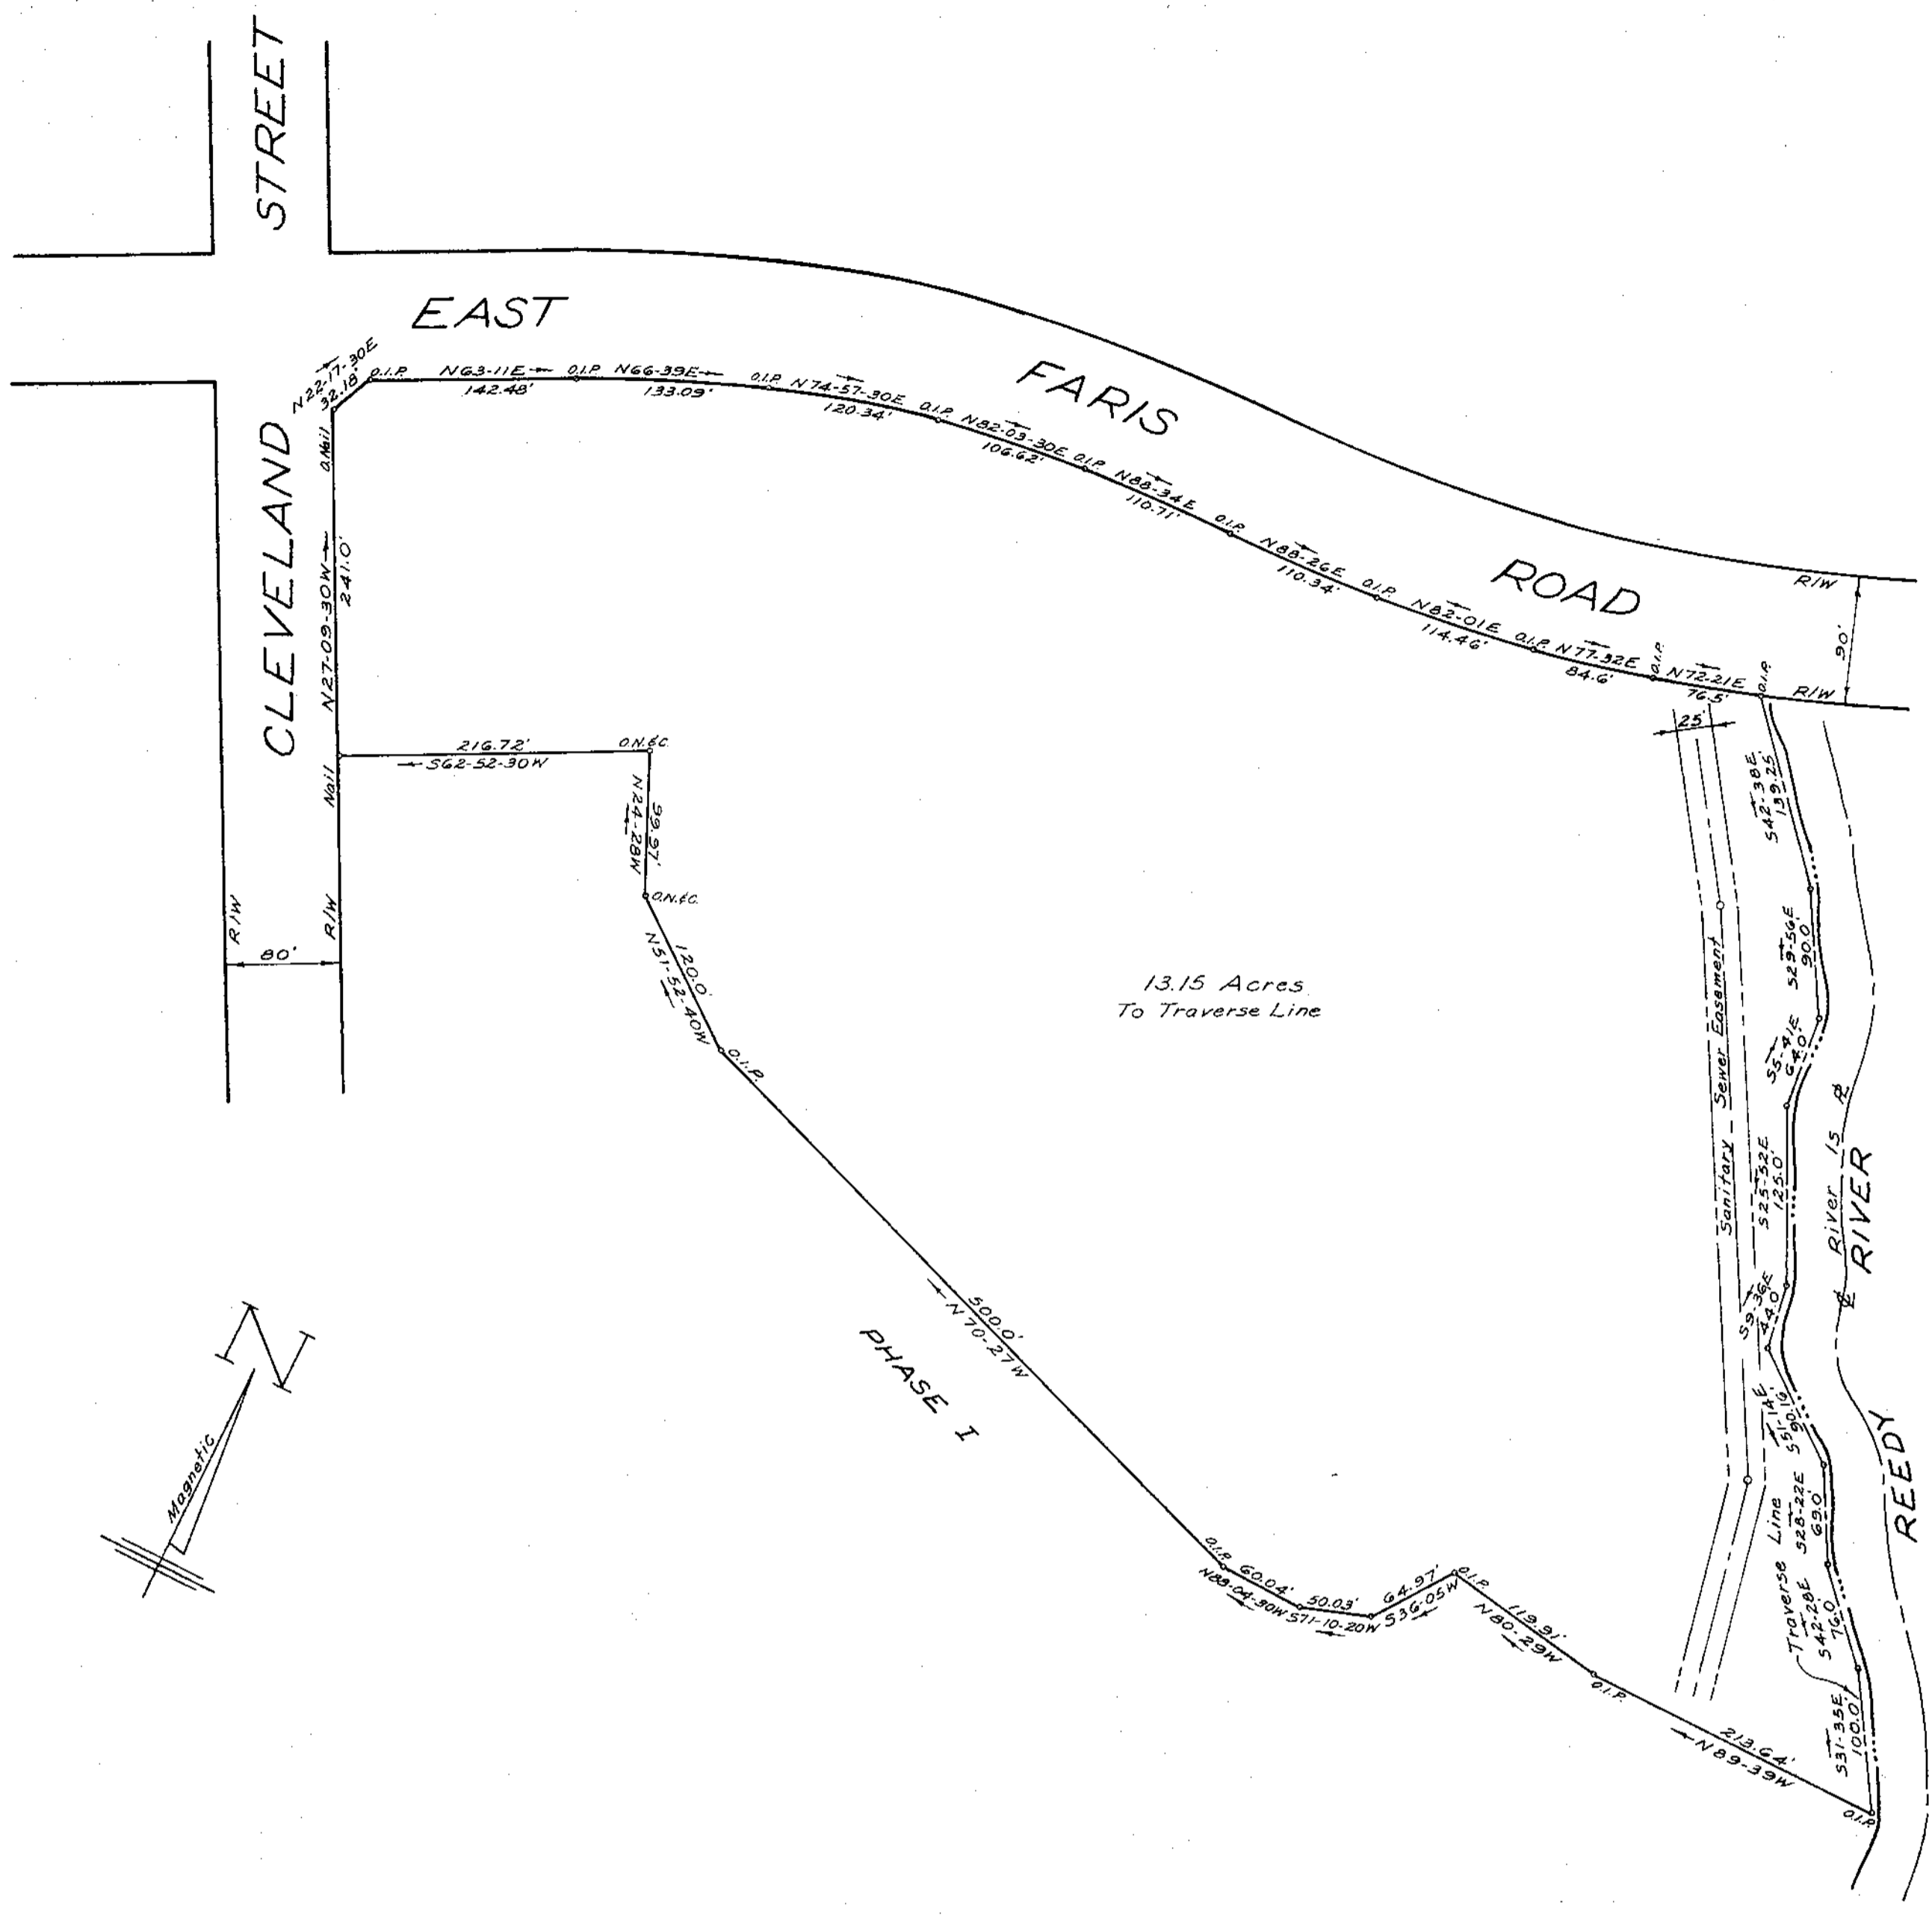 STREET
EAST
FARIS
ROAD
CLEVELAND
N22-17-30E
32.18'
O.I.P.
N63-11E
142.48'
O.I.P.
N66-39E
133.09'
O.I.P.
N74-57-30E
120.34'
O.I.P.
N82-03-30E
106.62'
O.I.P.
N88-34E
110.71'
O.I.P.
N88-26E
110.34'
O.I.P.
N82-01E
114.46'
O.I.P.
N77-32E
84.6'
O.I.P.
N72-21E
76.5'
O.I.P.
R/W
R/W
90'
25'
O.Nail
N27-09-30W
241.0'
Nail
R/W
R/W
80'
216.72'
S62-52-30W
O.N.&C.
99.97'
N24-28W
O.N.&C.
120.0'
N51-52-40W
O.I.P.
500.0'
N70-27W
PHASE I
O.I.P.
60.04'
N88-04-30W
50.03'
S71-10-20W
64.97'
S36-05W
O.I.P.
119.91'
N80-29W
O.I.P.
213.64'
N89-39W
O.I.P.
13.15 Acres
To Traverse Line
Sanitary Sewer Easement
S42-38E
139.25'
S29-56E
90.0'
S5-41E
64.0'
S25-52E
125.0'
S9-36E
44.0'
S51-14E
90.16'
S28-22E
69.0'
S42-28E
76.0'
S31-35E
100.0'
Traverse Line
℄ River is ⅊
REEDY RIVER
N
Magnetic